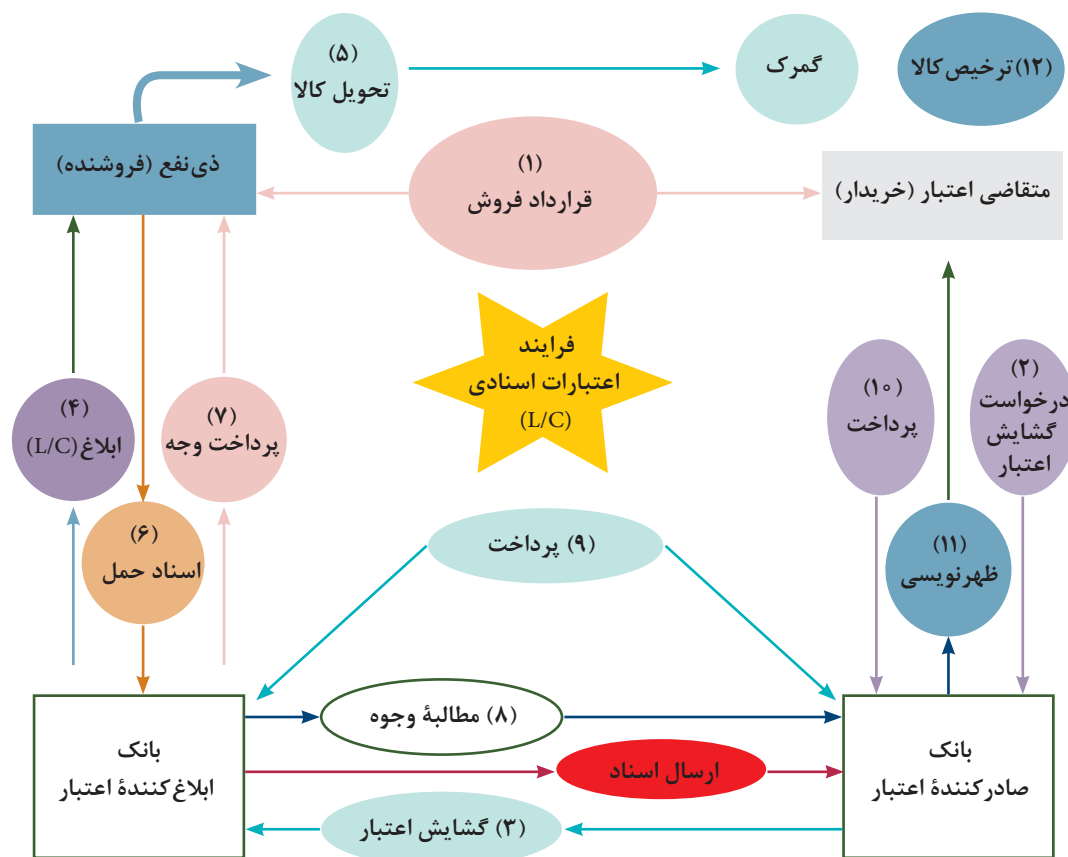 (۵)
تحویل کالا
گمرک
(۱۲) ترخیص کالا
ذی‌نفع (فروشنده)
(۱)
قرارداد فروش
متقاضی اعتبار (خریدار)
فرایند
اعتبارات اسنادی
(L/C)
(۴)
ابلاغ (L/C)
(۷)
پرداخت وجه
(۱۰)
پرداخت
(۲)
درخواست
گشایش
اعتبار
(۶)
اسناد حمل
(۹) پرداخت
(۱۱)
ظهرنویسی
بانک
ابلاغ‌کنندهٔ اعتبار
(۸) مطالبهٔ وجوه
ارسال اسناد
(۳) گشایش اعتبار
بانک
صادرکنندهٔ اعتبار